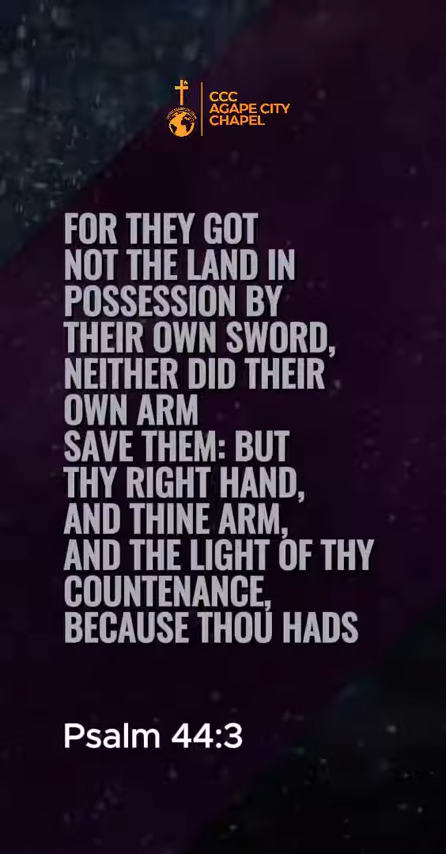 CCC
AGAPE CITY
CHAPEL
FOR THEY GOT
NOT THE LAND IN
POSSESSION BY
THEIR OWN SWORD,
NEITHER DID THEIR
OWN ARM
SAVE THEM: BUT
THY RIGHT HAND,
AND THINE ARM,
AND THE LIGHT OF THY
COUNTENANCE,
BECAUSE THOU HADS
Psalm 44:3